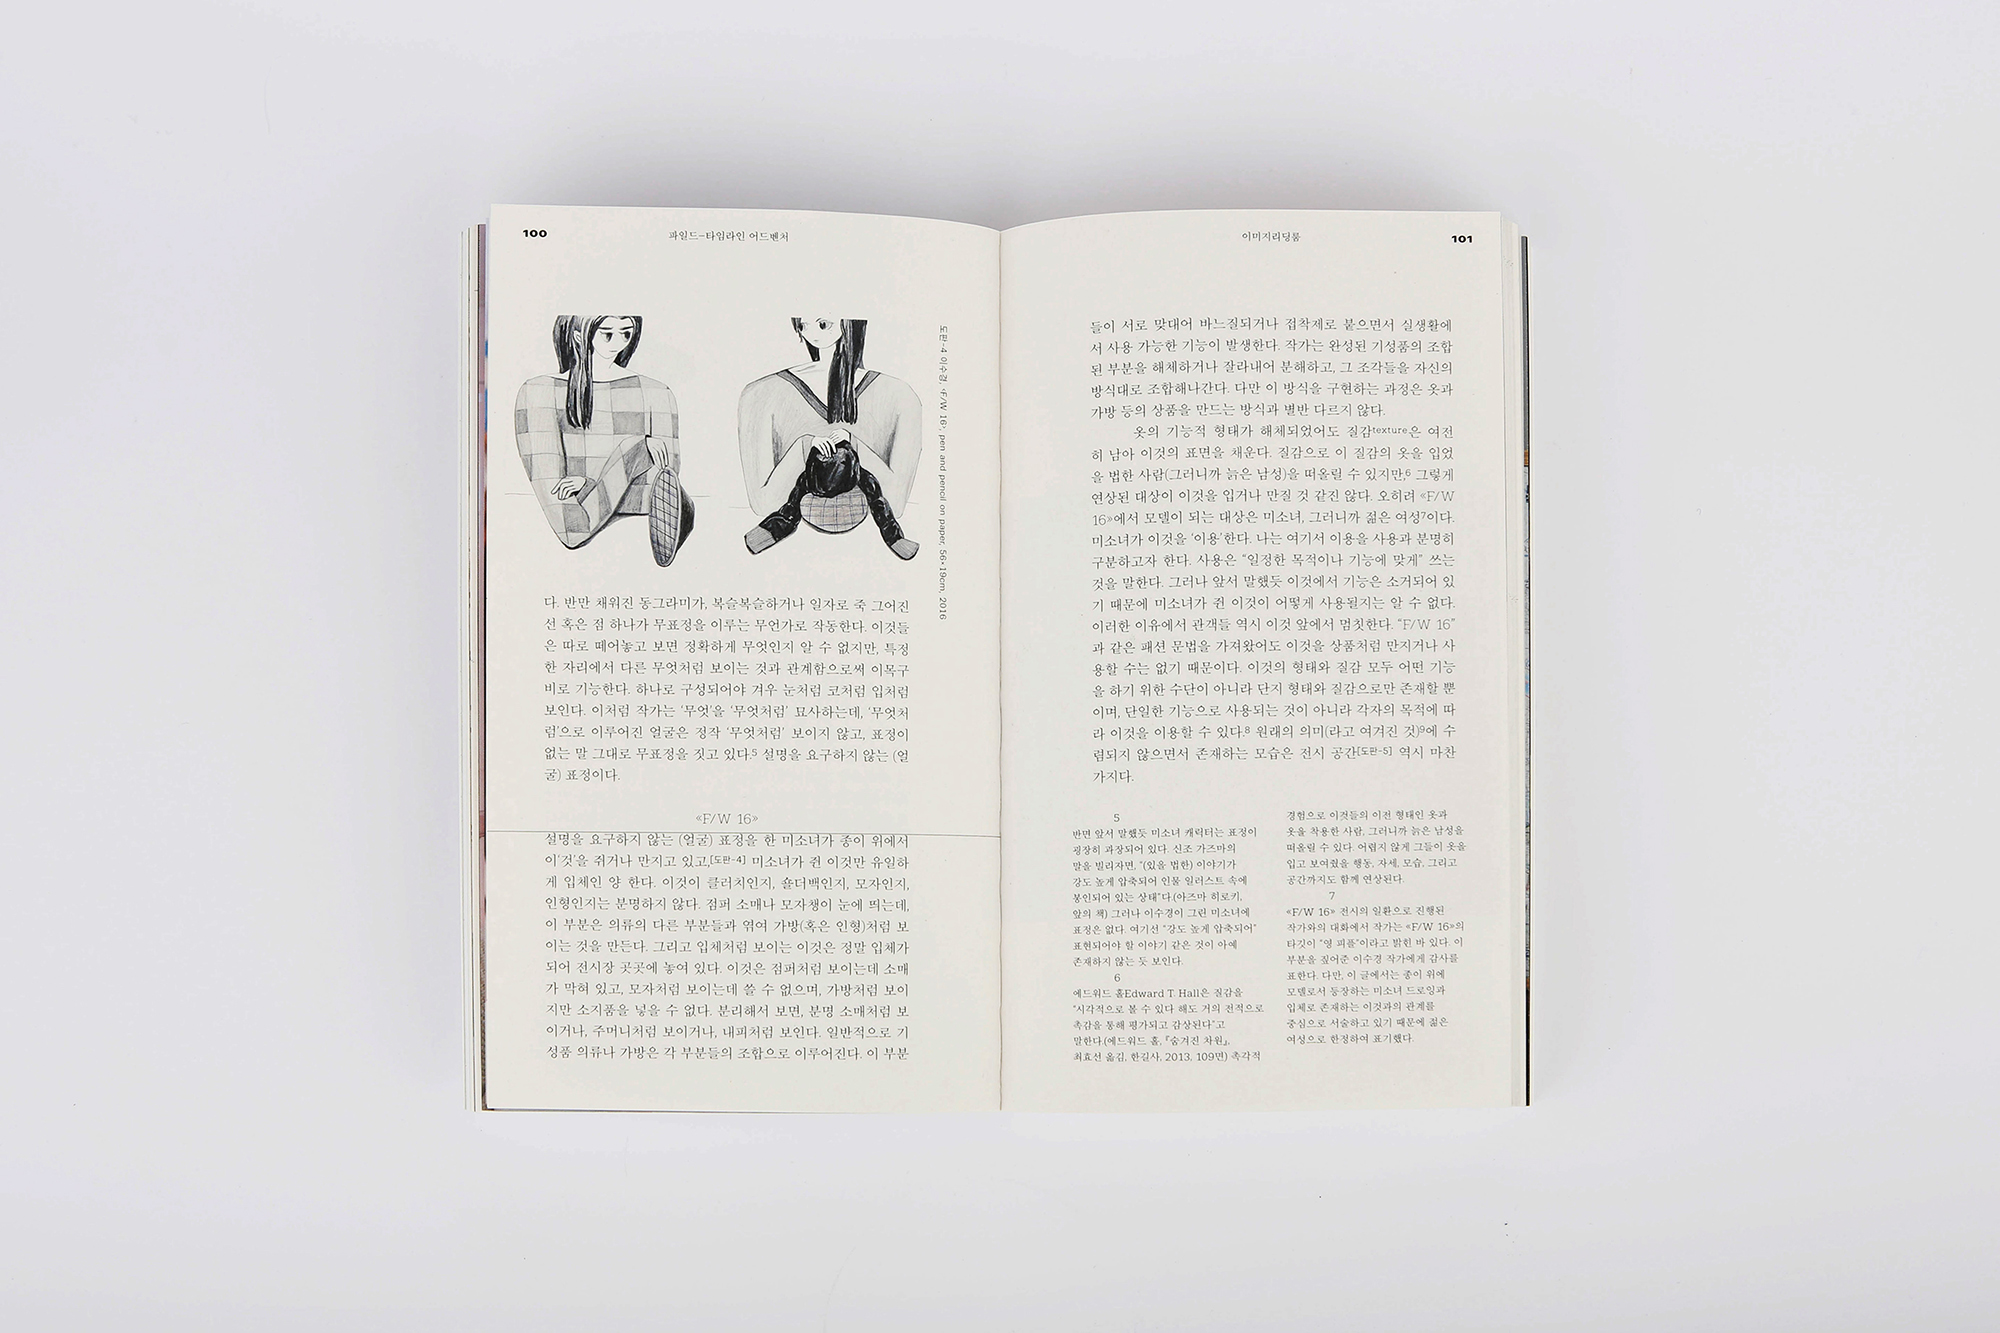 100
파일드-타임라인 어드벤처
도판-4 이수경, «F/W 16», pen and pencil on paper, 56×19cm, 2016
다. 반만 채워진 동그라미가, 복슬복슬하거나 일자로 죽 그어진
선 혹은 점 하나가 무표정을 이루는 무언가로 작동한다. 이것들
은 따로 떼어놓고 보면 정확하게 무엇인지 알 수 없지만, 특정
한 자리에서 다른 무엇처럼 보이는 것과 관계함으로써 이목구
비로 기능한다. 하나로 구성되어야 겨우 눈처럼 코처럼 입처럼
보인다. 이처럼 작가는 ‘무엇’을 ‘무엇처럼’ 묘사하는데, ‘무엇처
럼’으로 이루어진 얼굴은 정작 ‘무엇처럼’ 보이지 않고, 표정이
없는 말 그대로 무표정을 짓고 있다.5 설명을 요구하지 않는 (얼
굴) 표정이다.
«F/W 16»
설명을 요구하지 않는 (얼굴) 표정을 한 미소녀가 종이 위에서
이‘것’을 쥐거나 만지고 있고,[도판-4] 미소녀가 쥔 이것만 유일하
게 입체인 양 한다. 이것이 클러치인지, 숄더백인지, 모자인지,
인형인지는 분명하지 않다. 점퍼 소매나 모자챙이 눈에 띄는데,
이 부분은 의류의 다른 부분들과 엮여 가방(혹은 인형)처럼 보
이는 것을 만든다. 그리고 입체처럼 보이는 이것은 정말 입체가
되어 전시장 곳곳에 놓여 있다. 이것은 점퍼처럼 보이는데 소매
가 막혀 있고, 모자처럼 보이는데 쓸 수 없으며, 가방처럼 보이
지만 소지품을 넣을 수 없다. 분리해서 보면, 분명 소매처럼 보
이거나, 주머니처럼 보이거나, 내피처럼 보인다. 일반적으로 기
성품 의류나 가방은 각 부분들의 조합으로 이루어진다. 이 부분
이미지리딩룸
101
들이 서로 맞대어 바느질되거나 접착제로 붙으면서 실생활에
서 사용 가능한 기능이 발생한다. 작가는 완성된 기성품의 조합
된 부분을 해체하거나 잘라내어 분해하고, 그 조각들을 자신의
방식대로 조합해나간다. 다만 이 방식을 구현하는 과정은 옷과
가방 등의 상품을 만드는 방식과 별반 다르지 않다.
옷의 기능적 형태가 해체되었어도 질감texture은 여전
히 남아 이것의 표면을 채운다. 질감으로 이 질감의 옷을 입었
을 법한 사람(그러니까 늙은 남성)을 떠올릴 수 있지만,6 그렇게
연상된 대상이 이것을 입거나 만질 것 같진 않다. 오히려 «F/W
16»에서 모델이 되는 대상은 미소녀, 그러니까 젊은 여성7이다.
미소녀가 이것을 ‘이용’한다. 나는 여기서 이용을 사용과 분명히
구분하고자 한다. 사용은 “일정한 목적이나 기능에 맞게” 쓰는
것을 말한다. 그러나 앞서 말했듯 이것에서 기능은 소거되어 있
기 때문에 미소녀가 쥔 이것이 어떻게 사용될지는 알 수 없다.
이러한 이유에서 관객들 역시 이것 앞에서 멈칫한다. “F/W 16”
과 같은 패션 문법을 가져왔어도 이것을 상품처럼 만지거나 사
용할 수는 없기 때문이다. 이것의 형태와 질감 모두 어떤 기능
을 하기 위한 수단이 아니라 단지 형태와 질감으로만 존재할 뿐
이며, 단일한 기능으로 사용되는 것이 아니라 각자의 목적에 따
라 이것을 이용할 수 있다.8 원래의 의미(라고 여겨진 것)9에 수
렴되지 않으면서 존재하는 모습은 전시 공간[도판-5] 역시 마찬
가지다.
5
반면 앞서 말했듯 미소녀 캐릭터는 표정이
굉장히 과장되어 있다. 신조 가즈마의
말을 빌리자면, “(있을 법한) 이야기가
강도 높게 압축되어 인물 일러스트 속에
봉인되어 있는 상태”다.(아즈마 히로키,
앞의 책) 그러나 이수경이 그린 미소녀에
표정은 없다. 여기선 “강도 높게 압축되어”
표현되어야 할 이야기 같은 것이 아예
존재하지 않는 듯 보인다.
6
에드워드 홀Edward T. Hall은 질감을
“시각적으로 볼 수 있다 해도 거의 전적으로
촉감을 통해 평가되고 감상된다”고
말한다.(에드워드 홀, 『숨겨진 차원』,
최효선 옮김, 한길사, 2013, 109면) 촉각적
경험으로 이것들의 이전 형태인 옷과
옷을 착용한 사람, 그러니까 늙은 남성을
떠올릴 수 있다. 어렵지 않게 그들이 옷을
입고 보여줬을 행동, 자세, 모습, 그리고
공간까지도 함께 연상된다.
7
«F/W 16» 전시의 일환으로 진행된
작가와의 대화에서 작가는 «F/W 16»의
타깃이 “영 피플”이라고 밝힌 바 있다. 이
부분을 짚어준 이수경 작가에게 감사를
표한다. 다만, 이 글에서는 종이 위에
모델로서 등장하는 미소녀 드로잉과
입체로 존재하는 이것과의 관계를
중심으로 서술하고 있기 때문에 젊은
여성으로 한정하여 표기했다.